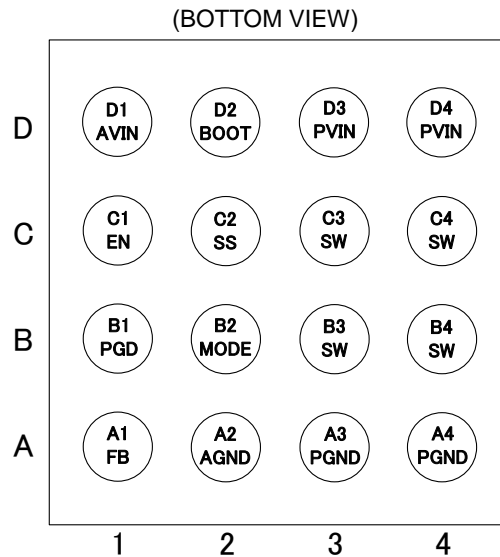 (BOTTOM VIEW)
D
D1
AVIN
D2
BOOT
D3
PVIN
D4
PVIN
C
C1
EN
C2
SS
C3
SW
C4
SW
B
B1
PGD
B2
MODE
B3
SW
B4
SW
A
A1
FB
A2
AGND
A3
PGND
A4
PGND
1 2 3 4